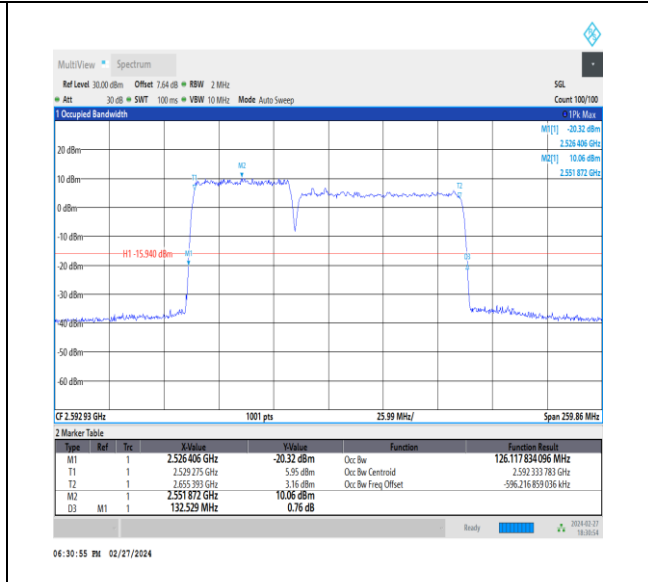 MultiView Spectrum
Ref Level 30.00 dBm Offset 7.64 dB RBW 2 MHz SGL
Att 30 dB SWT 100 ms VBW 10 MHz Mode Auto Sweep Count 100/100
1 Occupied Bandwidth 1Pk Max
M1[1] -20.32 dBm
2.526 406 GHz
M2[1] 10.06 dBm
2.551 872 GHz
20 dBm
10 dBm
0 dBm
-10 dBm
-20 dBm
-30 dBm
-40 dBm
-50 dBm
-60 dBm
T1
M2
T2
H1 -15.940 dBm
M1
D3
CF 2.592 93 GHz 1001 pts 25.99 MHz/ Span 259.86 MHz
2 Marker Table
Type Ref Trc X-Value Y-Value Function Function Result
M1 1 2.526 406 GHz -20.32 dBm Occ Bw 126.117 834 096 MHz
T1 1 2.529 275 GHz 5.95 dBm Occ Bw Centroid 2.592 333 783 GHz
T2 1 2.655 393 GHz 3.16 dBm Occ Bw Freq Offset -596.216 859 036 kHz
M2 1 2.551 872 GHz 10.06 dBm
D3 M1 1 132.529 MHz 0.76 dB
Ready 2024-02-27
18:30:54
06:30:55 PM 02/27/2024